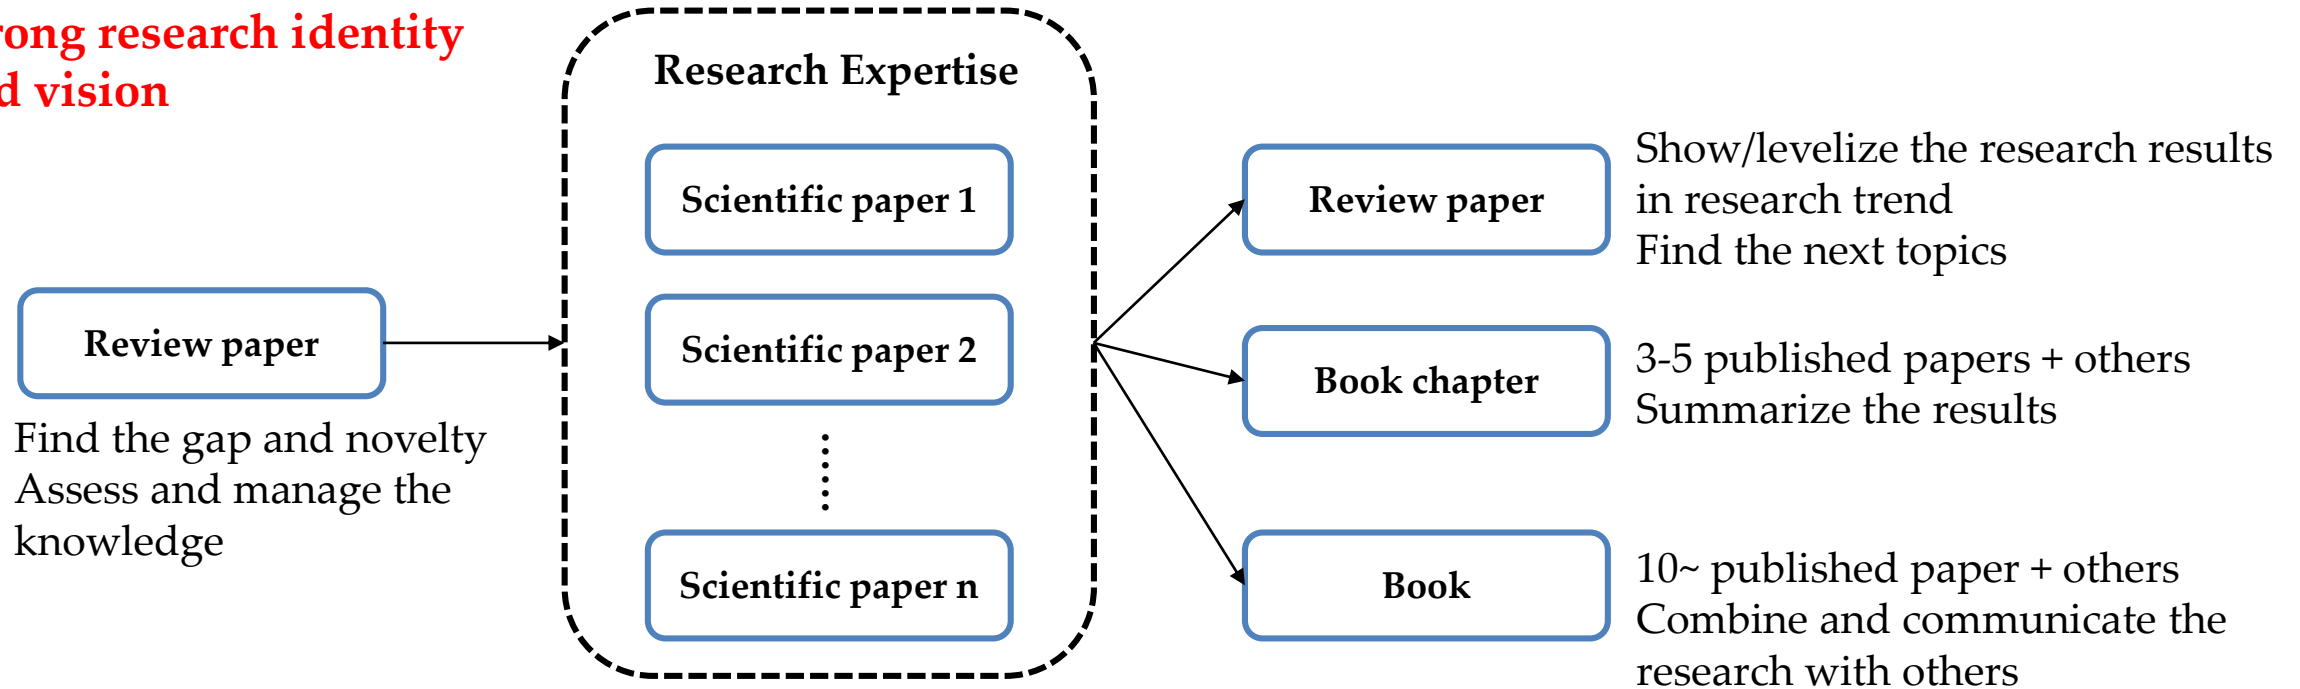 research identity
vision
Research Expertise
Scientific paper 1
Scientific paper 2
Scientific paper n
Review paper
Find the gap and novelty
Assess and manage the
knowledge
Review paper
Show/levelize the research results
in research trend
Find the next topics
Book chapter
3-5 published papers + others
Summarize the results
Book
10~ published paper + others
Combine and communicate the
research with others